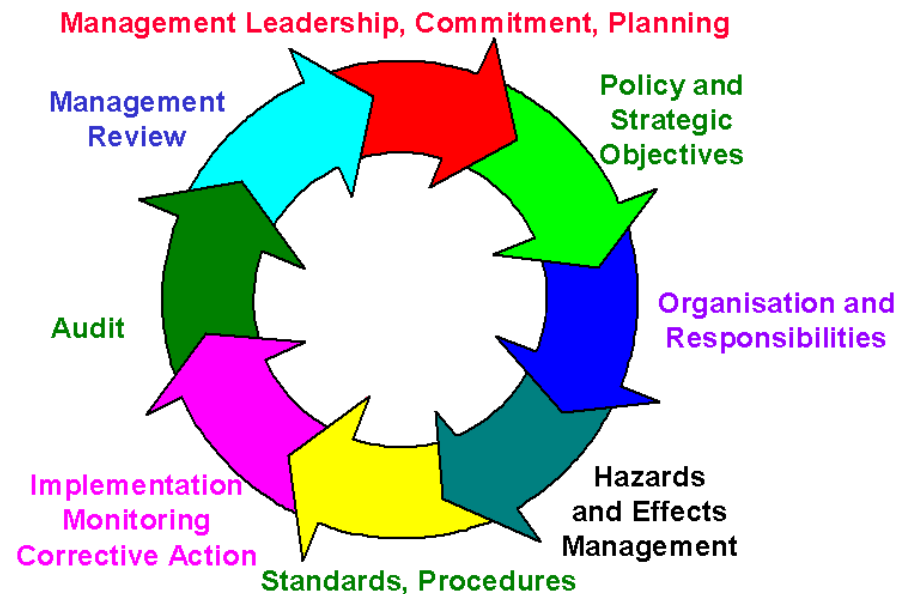 Management Leadership, Commitment, Planning
Policy and
Strategic
Objectives
Organisation and
Responsibilities
Hazards
and Effects
Management
Standards, Procedures
Implementation
Monitoring
Corrective Action
Audit
Management
Review